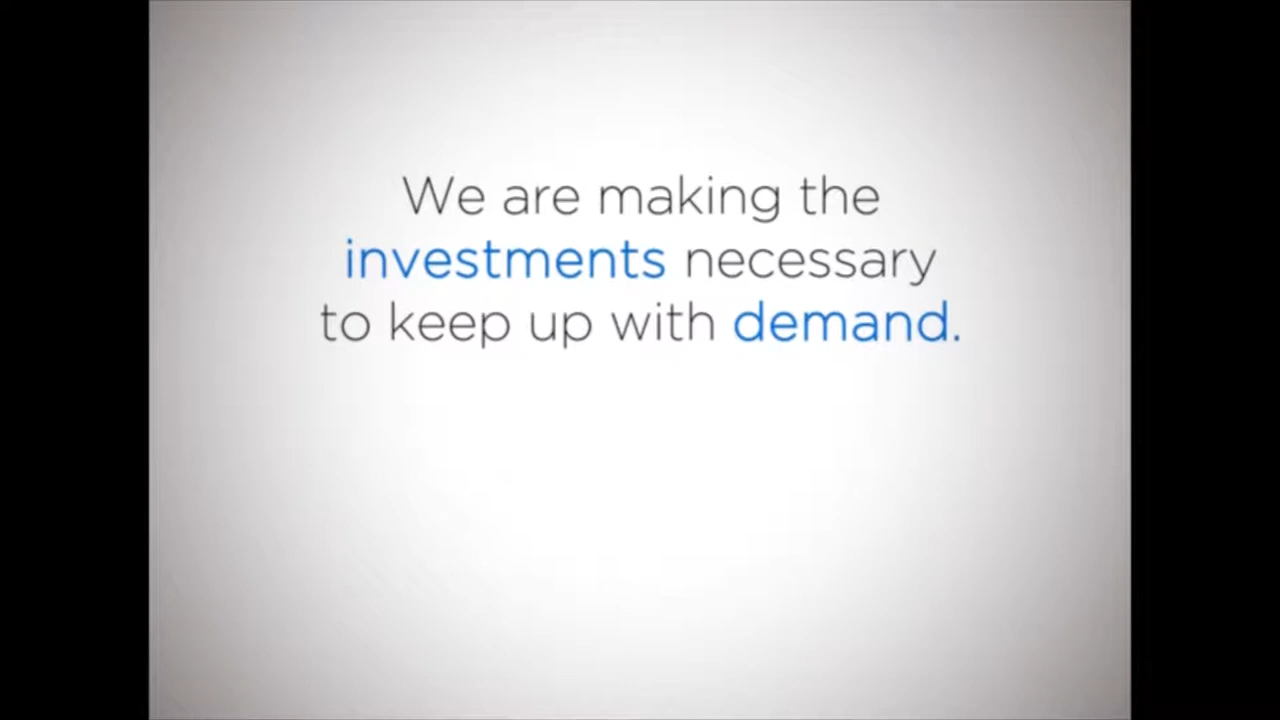 We are making the
investments necessary
to keep up with demand.